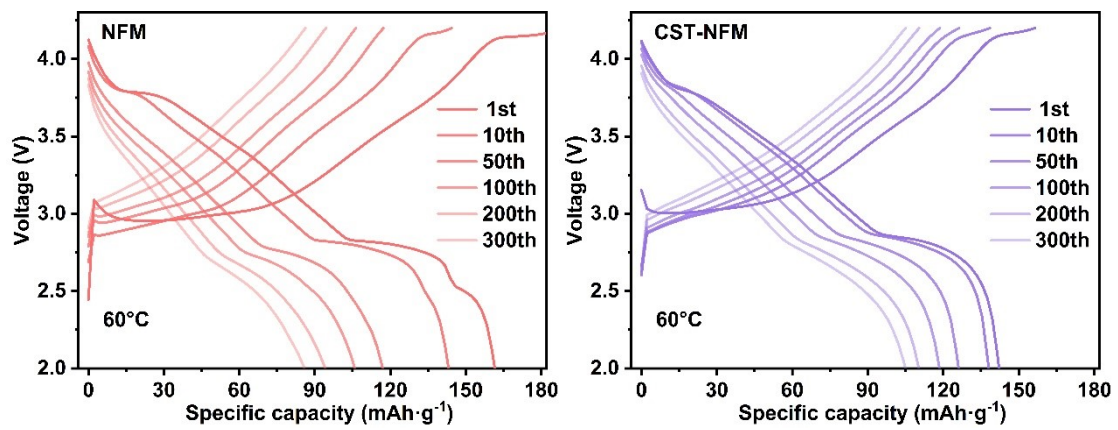 NFM
4.0
3.5
3.0
2.5
2.0
Voltage (V)
1st
10th
50th
100th
200th
300th
60°C
0 30 60 90 120 150 180
Specific capacity (mAh·g⁻¹)
CST-NFM
4.0
3.5
3.0
2.5
2.0
Voltage (V)
1st
10th
50th
100th
200th
300th
60°C
0 30 60 90 120 150 180
Specific capacity (mAh·g⁻¹)